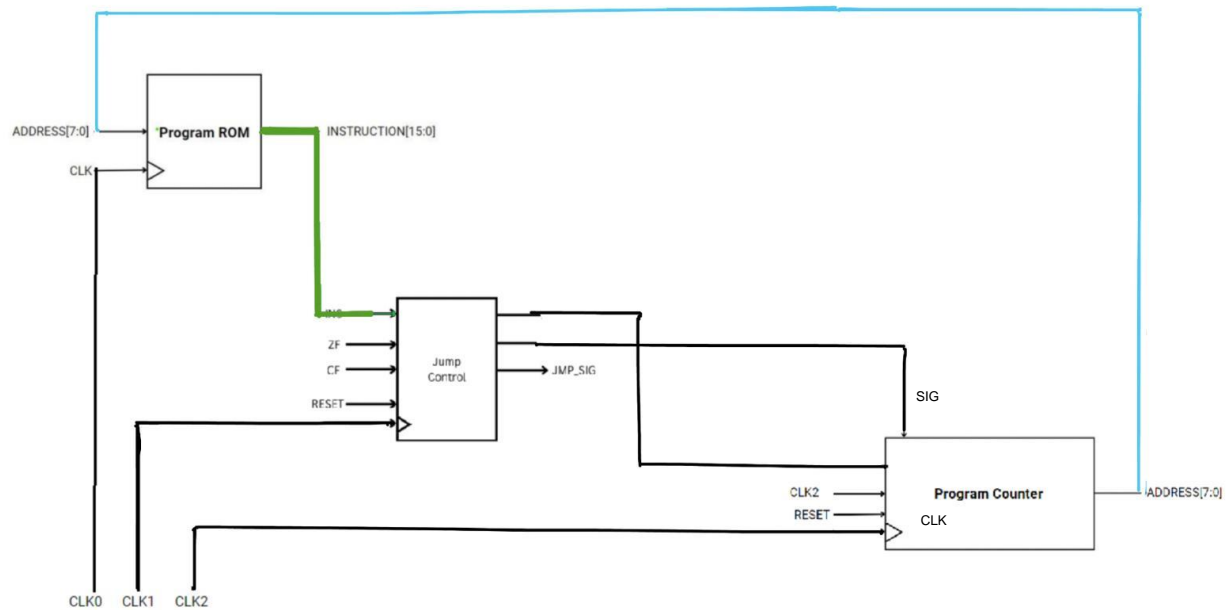 ADDRESS[7:0]
Program ROM
INSTRUCTION[15:0]
CLK
ZF
CF
RESET
Jump
Control
JMP_SIG
SIG
CLK2
RESET
Program Counter
CLK
ADDRESS[7:0]
CLK0
CLK1
CLK2